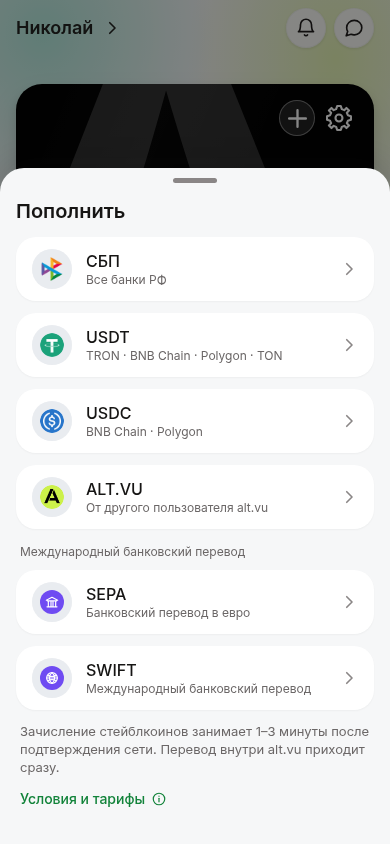 Николай
Пополнить
СБП
Все банки РФ
USDT
TRON · BNB Chain · Polygon · TON
USDC
BNB Chain · Polygon
ALT.VU
От другого пользователя alt.vu
Международный банковский перевод
SEPA
Банковский перевод в евро
SWIFT
Международный банковский перевод
Зачисление стейблкоинов занимает 1–3 минуты после
подтверждения сети. Перевод внутри alt.vu приходит
сразу.
Условия и тарифы